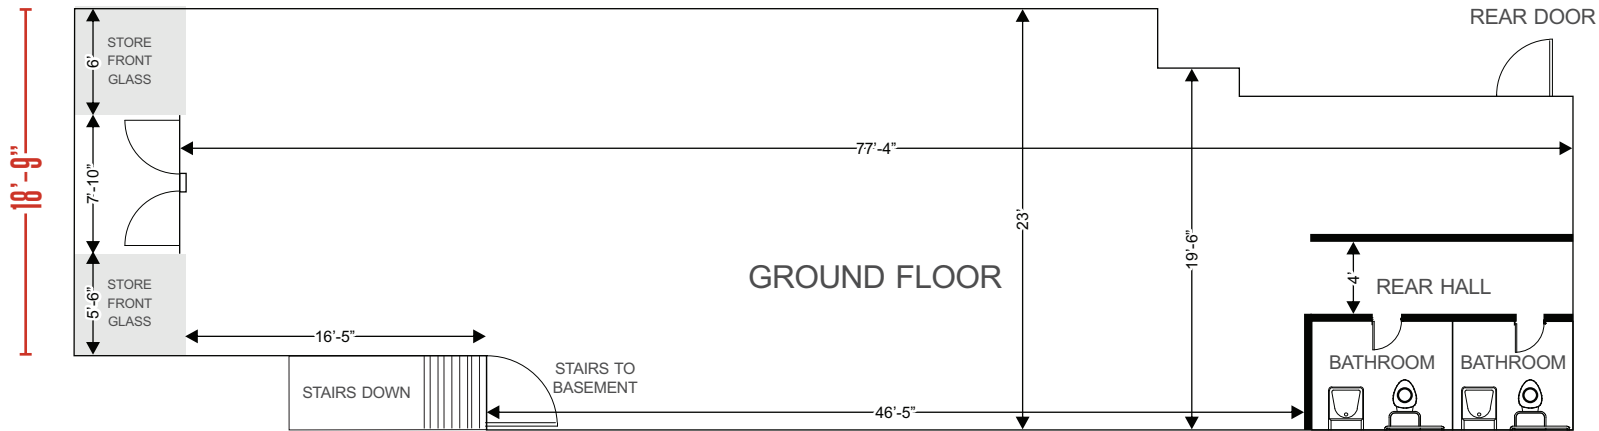 REAR DOOR
STORE
FRONT
GLASS
6'
18'-9"
7'-10"
77'-4"
23'
19'-6"
GROUND FLOOR
4'
REAR HALL
STORE
FRONT
GLASS
5'-6"
16'-5"
STAIRS DOWN
STAIRS TO
BASEMENT
BATHROOM
BATHROOM
46'-5"